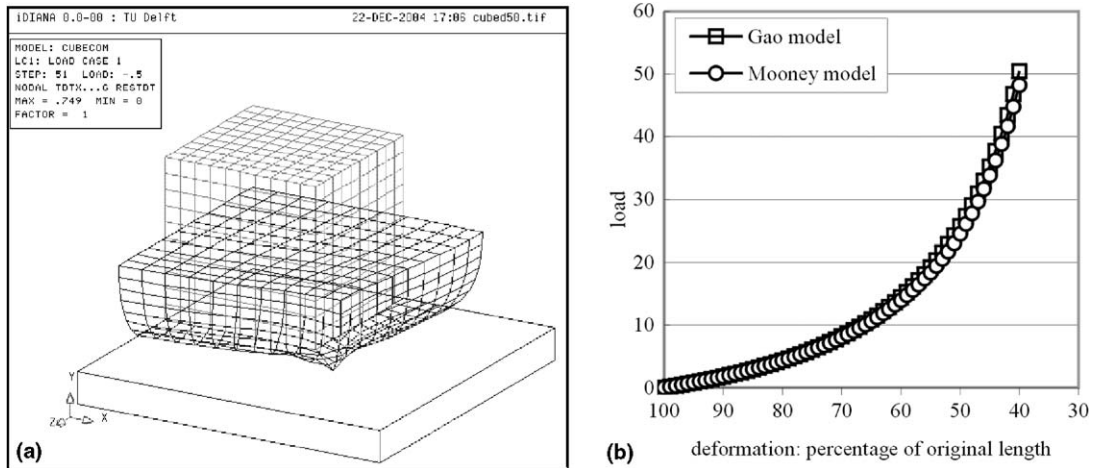 iDIANA 0.0-00 : TU Delft 22-DEC-2004 17:06 cubed50.tif
MODEL: CUBECOM
LC1: LOAD CASE 1
STEP: 51 LOAD: -.5
NODAL TDTX...G RESTDT
MAX = .749 MIN = 0
FACTOR = 1
Y
Z
X
(a)
Gao model
Mooney model
60
50
40
30
20
10
0
load
100 90 80 70 60 50 40 30
deformation: percentage of original length
(b)